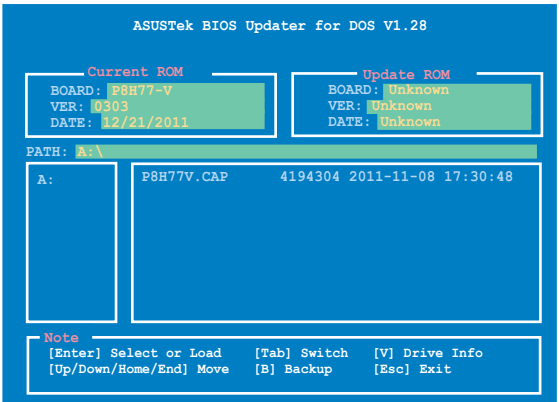 ASUSTek BIOS Updater for DOS V1.28
Current ROM
BOARD: P8H77-V
VER: 0303
DATE: 12/21/2011
Update ROM
BOARD: Unknown
VER: Unknown
DATE: Unknown
PATH: A:\
A:
P8H77V.CAP 4194304 2011-11-08 17:30:48
Note
[Enter] Select or Load [Tab] Switch [V] Drive Info
[Up/Down/Home/End] Move [B] Backup [Esc] Exit